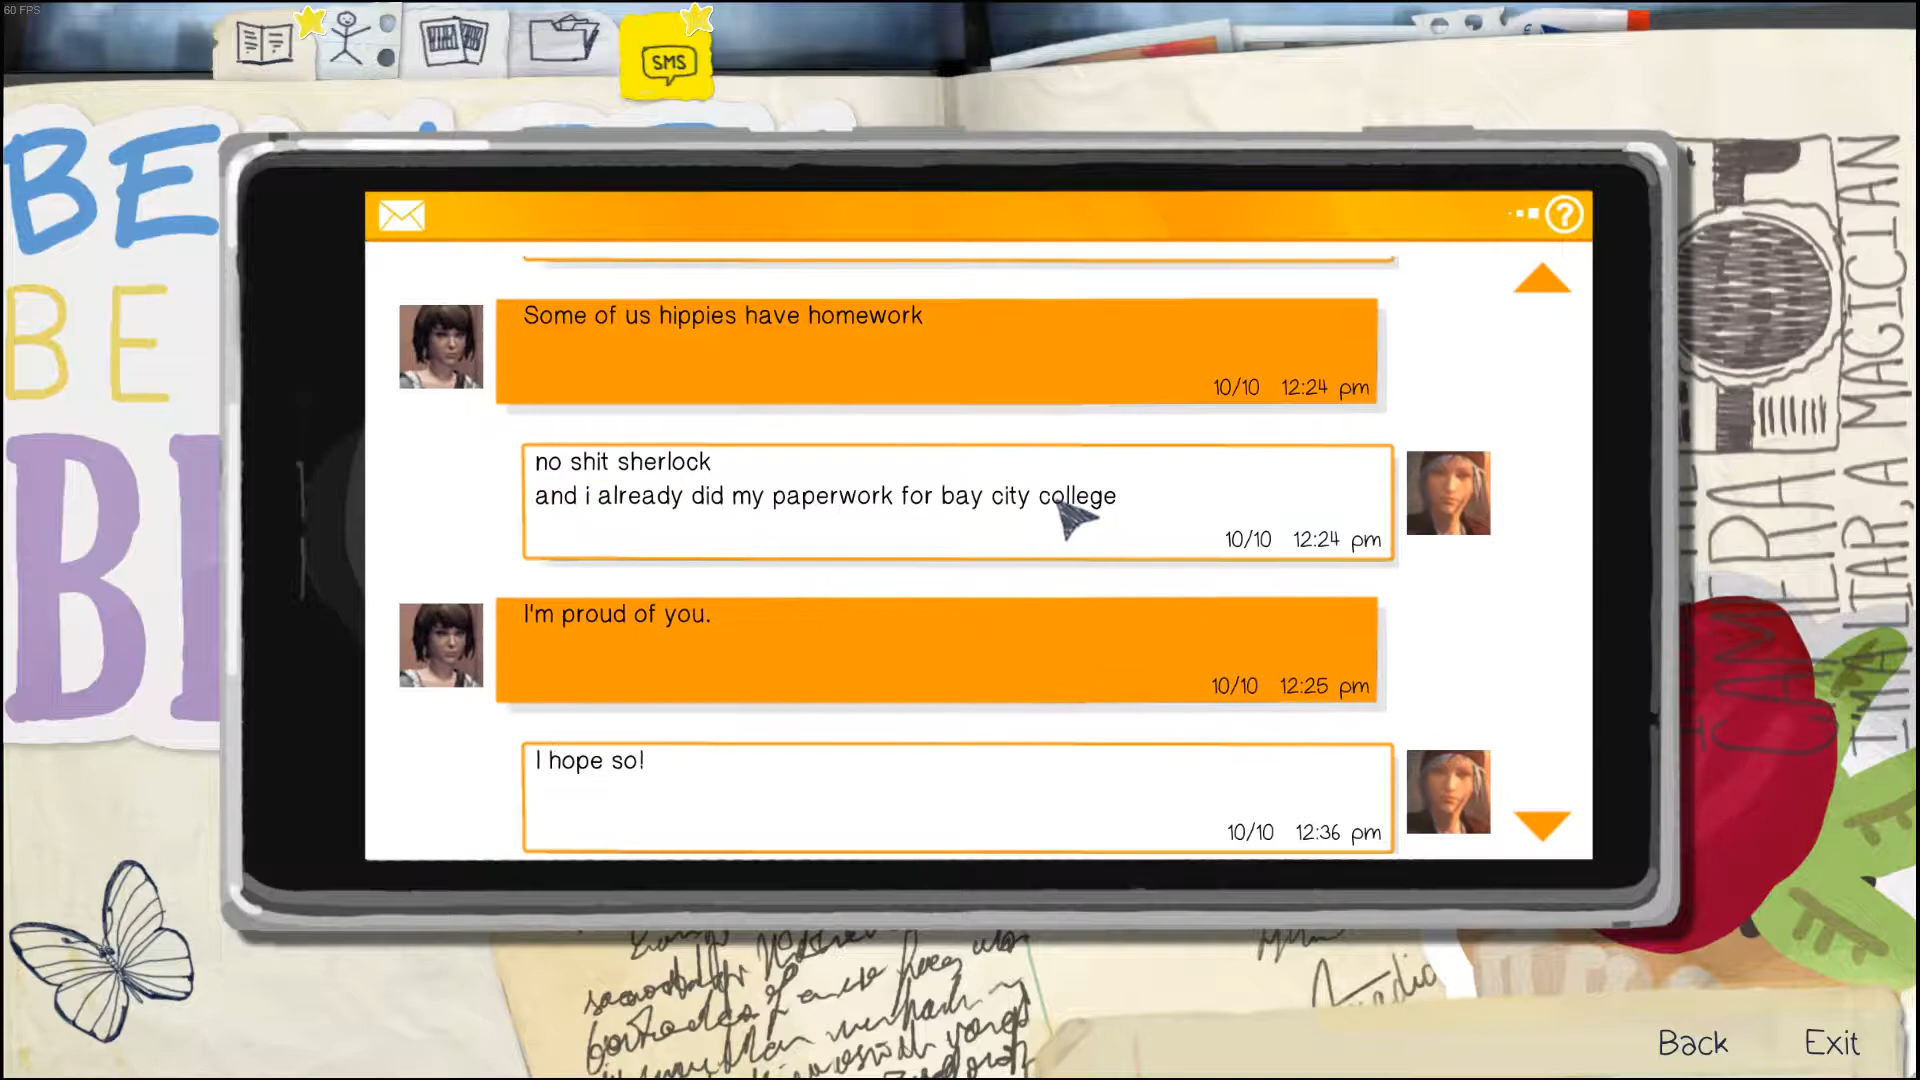 60 FPS
SMS
BE
BE
Some of us hippies have homework
10/10 12:24 pm
no shit sherlock
and i already did my paperwork for bay city college
10/10 12:24 pm
I'm proud of you.
10/10 12:25 pm
I hope so!
10/10 12:36 pm
CAMERA
A MAGICIAN
Back
Exit